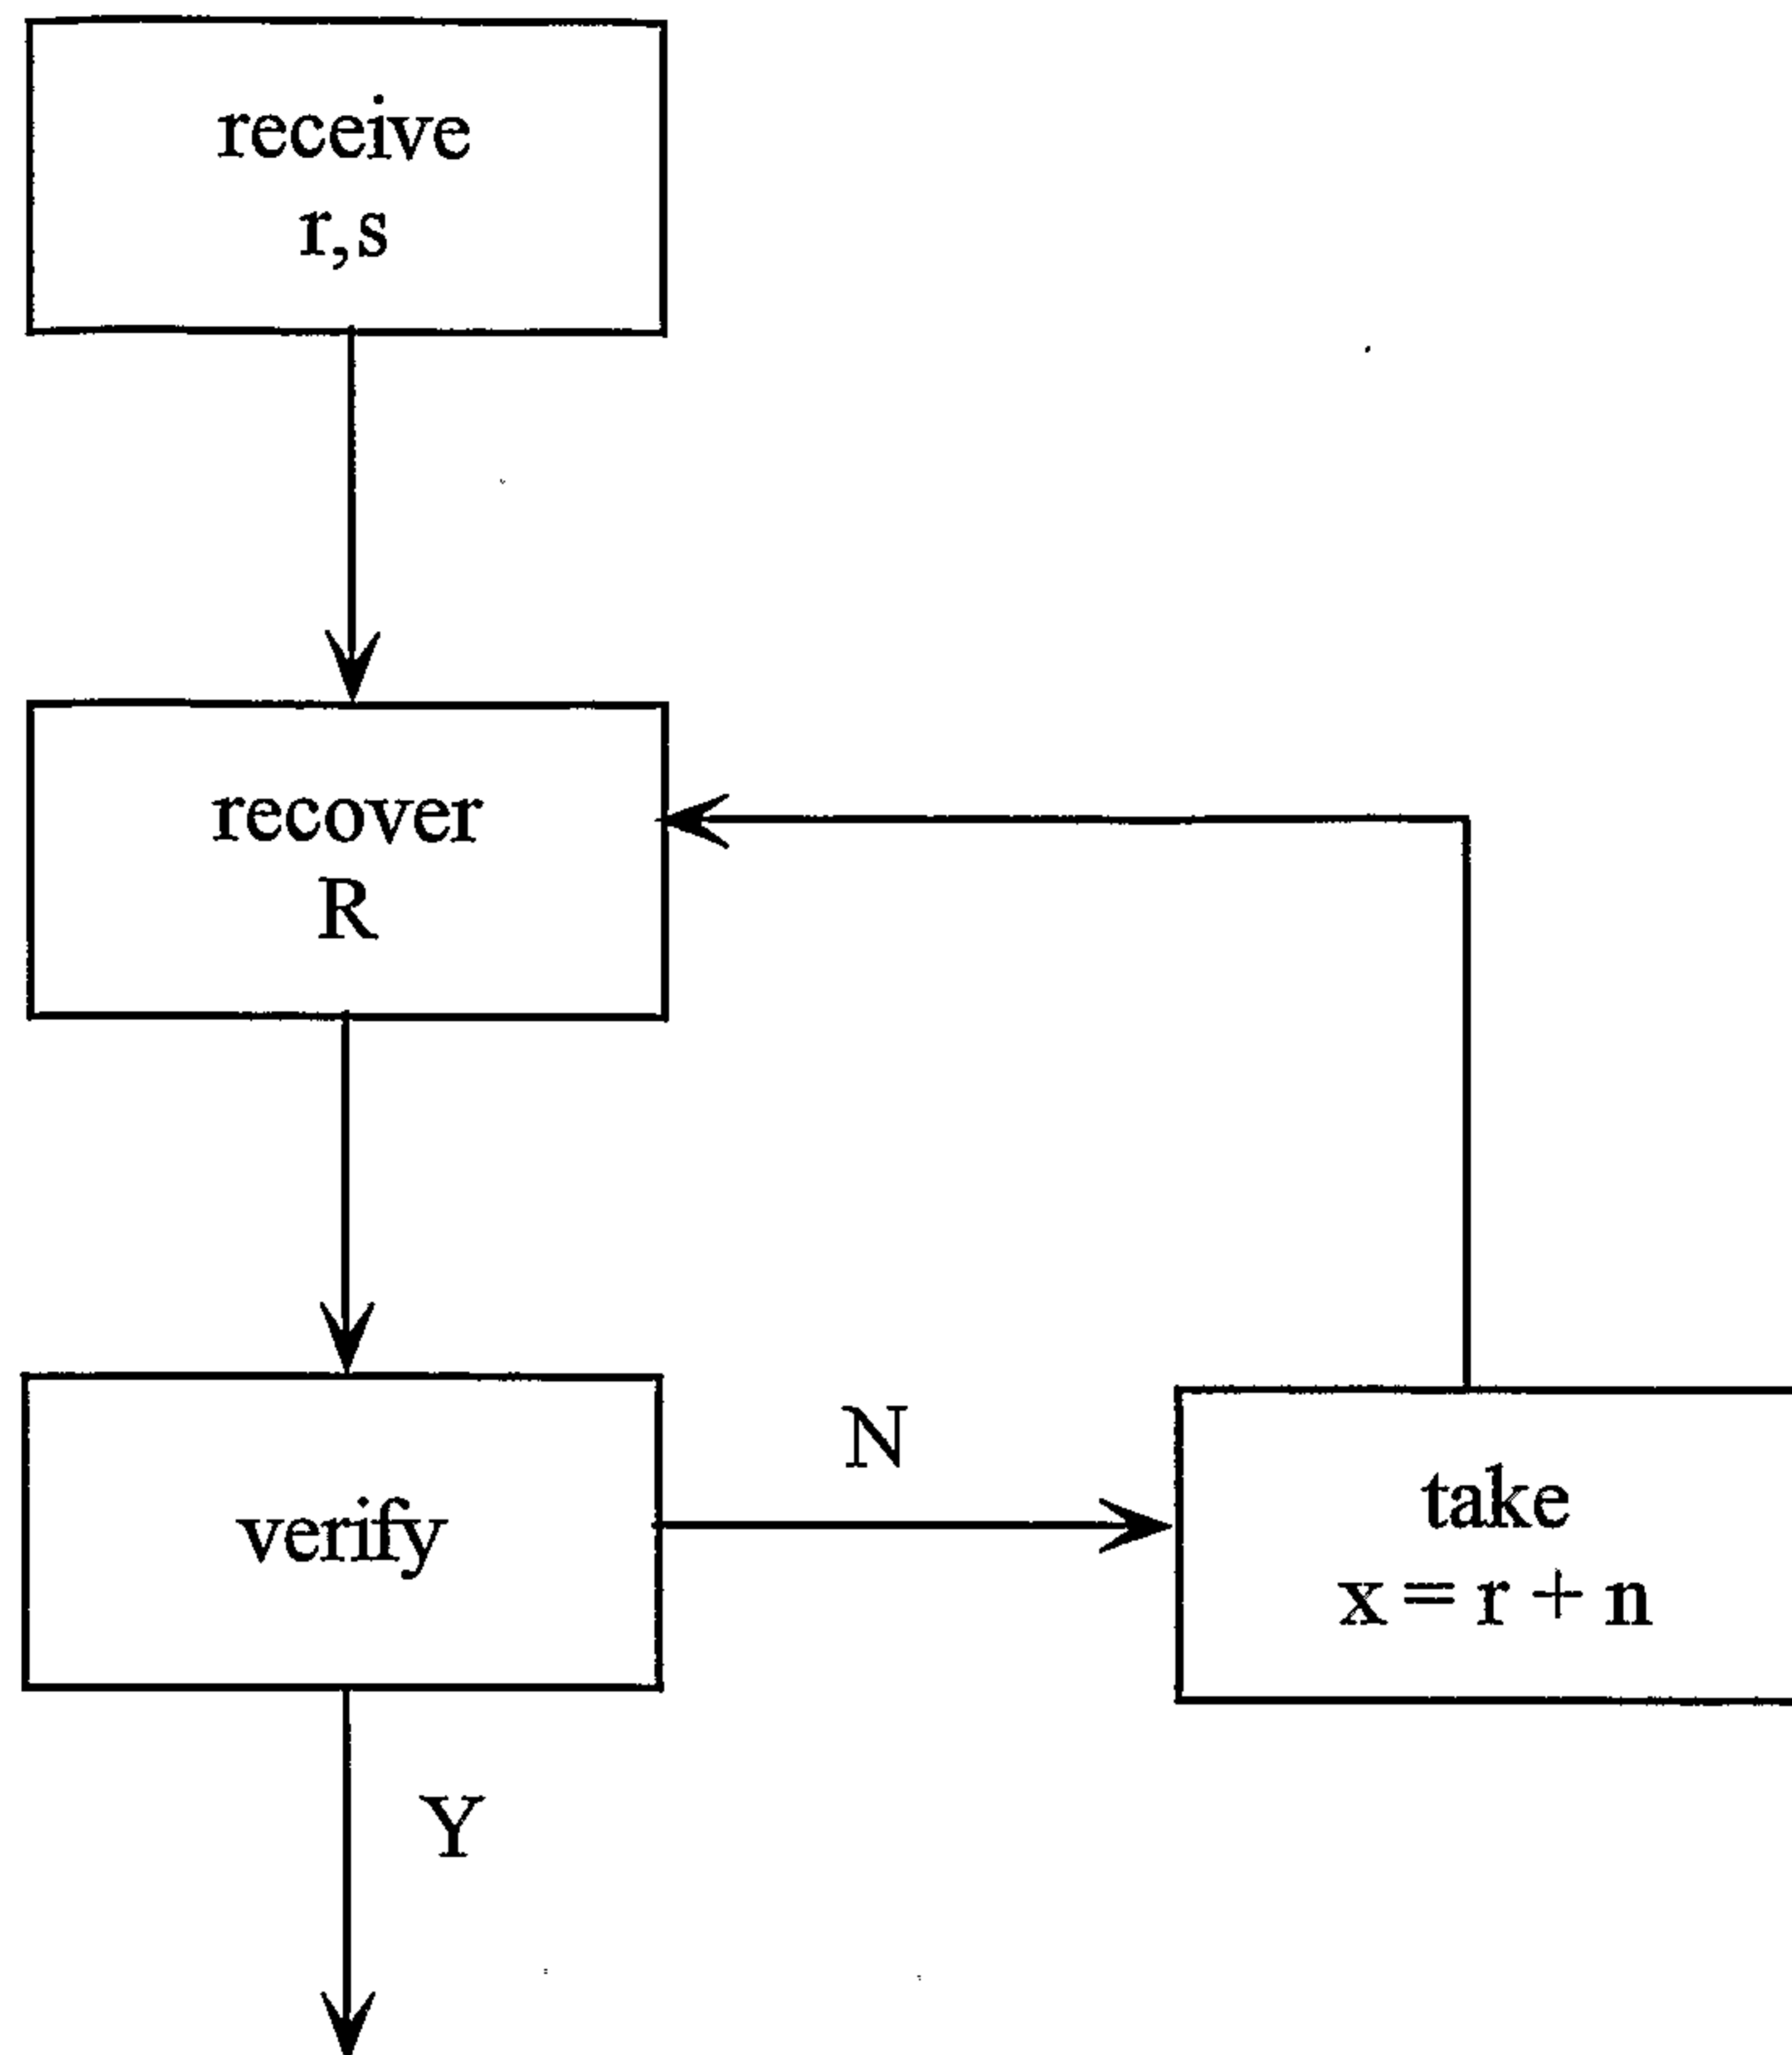 receive
r,s
recover
R
verify
N
take
x = r + n
Y